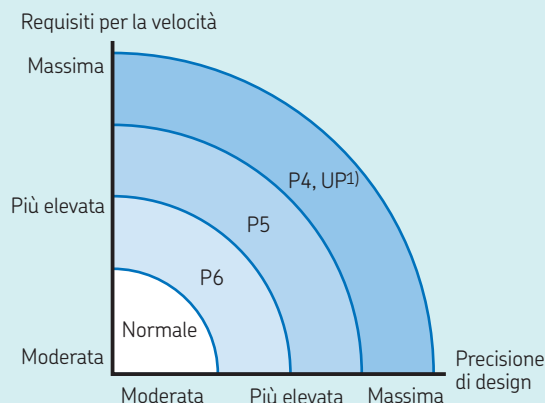 Requisiti per la velocità
Massima
P4, UP1)
Più elevata
P5
P6
Normale
Moderata
Precisione
di design
Moderata
Più elevata
Massima